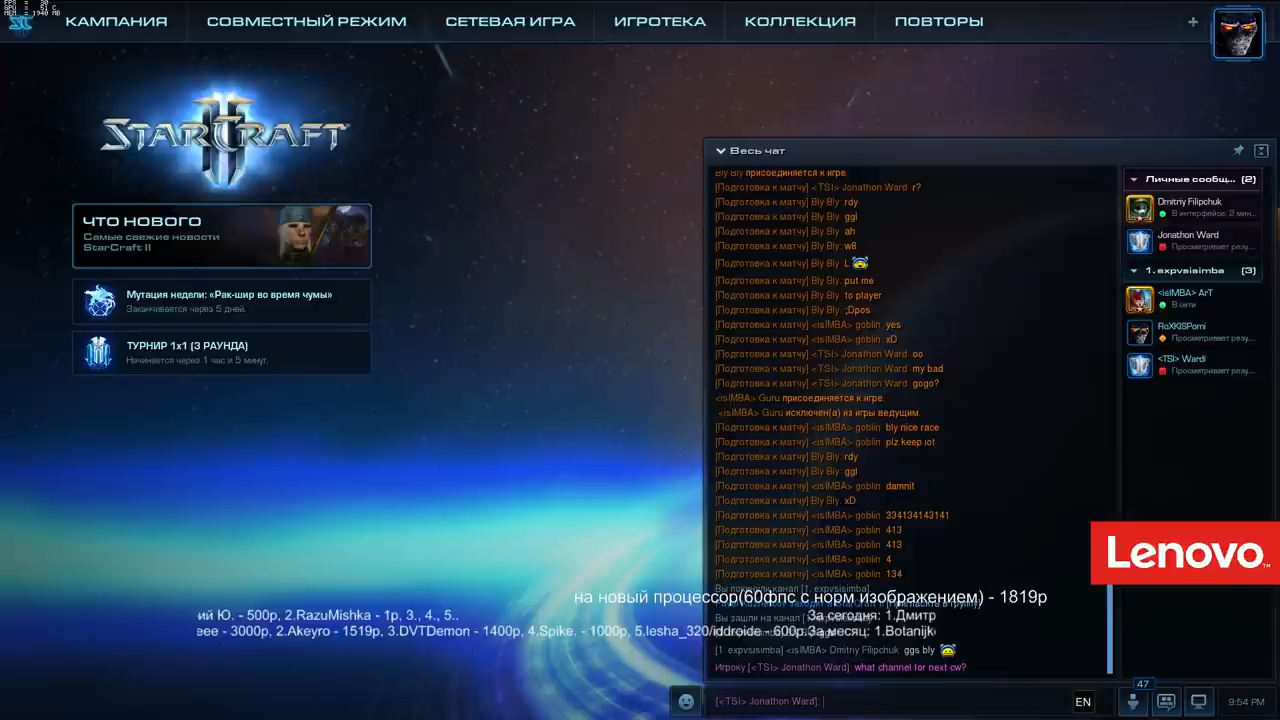 КАМПАНИЯ
СОВМЕСТНЫЙ РЕЖИМ
СЕТЕВАЯ ИГРА
ИГРОТЕКА
КОЛЛЕКЦИЯ
ПОВТОРЫ
STARCRAFT
II
ЧТО НОВОГО
Самые свежие новости
StarCraft II
Мутация недели: «Рак-шир во время чумы»
Заканчивается через 5 дней.
ТУРНИР 1x1 (3 РАУНДА)
Начинается через 1 час и 5 минут.
Весь чат
Bly Bly присоединяется к игре.
[Подготовка к матчу] <TSI> Jonathon Ward r?
[Подготовка к матчу] Bly Bly: rdy
[Подготовка к матчу] Bly Bly: ggl
[Подготовка к матчу] Bly Bly: ah
[Подготовка к матчу] Bly Bly: w8
[Подготовка к матчу] Bly Bly: L
[Подготовка к матчу] Bly Bly: put me
[Подготовка к матчу] Bly Bly: to player
[Подготовка к матчу] Bly Bly: ;Dpos
[Подготовка к матчу] <isIMBA> goblin: yes
[Подготовка к матчу] <isIMBA> goblin: xD
[Подготовка к матчу] <TSI> Jonathon Ward oo
[Подготовка к матчу] <TSI> Jonathon Ward my bad
[Подготовка к матчу] <TSI> Jonathon Ward gogo?
<isIMBA> Guru присоединяется к игре.
<isIMBA> Guru исключен(а) из игры ведущим.
[Подготовка к матчу] <isIMBA> goblin: bly nice race
[Подготовка к матчу] <isIMBA> goblin: plz keep iot
[Подготовка к матчу] Bly Bly: rdy
[Подготовка к матчу] Bly Bly: ggl
[Подготовка к матчу] <isIMBA> goblin: damnit
[Подготовка к матчу] Bly Bly: xD
[Подготовка к матчу] <isIMBA> goblin: 334134143141
[Подготовка к матчу] <isIMBA> goblin: 413
[Подготовка к матчу] <isIMBA> goblin: 413
[Подготовка к матчу] <isIMBA> goblin: 4
[Подготовка к матчу] <isIMBA> goblin: 134
Вы покинули канал [1. expvsisimba]
[1. expvsisimba] <isIMBA> Dmitriy Filipchuk: ggs bly
Игроку [<TSI> Jonathon Ward]: what channel for next cw?
[<TSI> Jonathon Ward]:
EN
Личные сообщ... (2)
Dmitriy Filipchuk
В интерфейсе: 2 мин...
Jonathon Ward
Просматривает резу...
1. expvsisimba (3)
<isIMBA> ArT
В сети
RoXKISPomi
Просматривает резу...
<TSI> Wardi
Просматривает резу...
Lenovo
на новый процессор(60фпс с норм изображением) - 1819р
ий Ю. - 500р, 2.RazuMishka - 1р, 3., 4., 5..
За сегодня: 1.Дмитр
вее - 3000р, 2.Akeyro - 1519р, 3.DVTDemon - 1400р, 4.Spike. - 1000р, 5.lesha_320/iddroide - 600р.За месяц: 1.Botanijk
47
9:54 PM